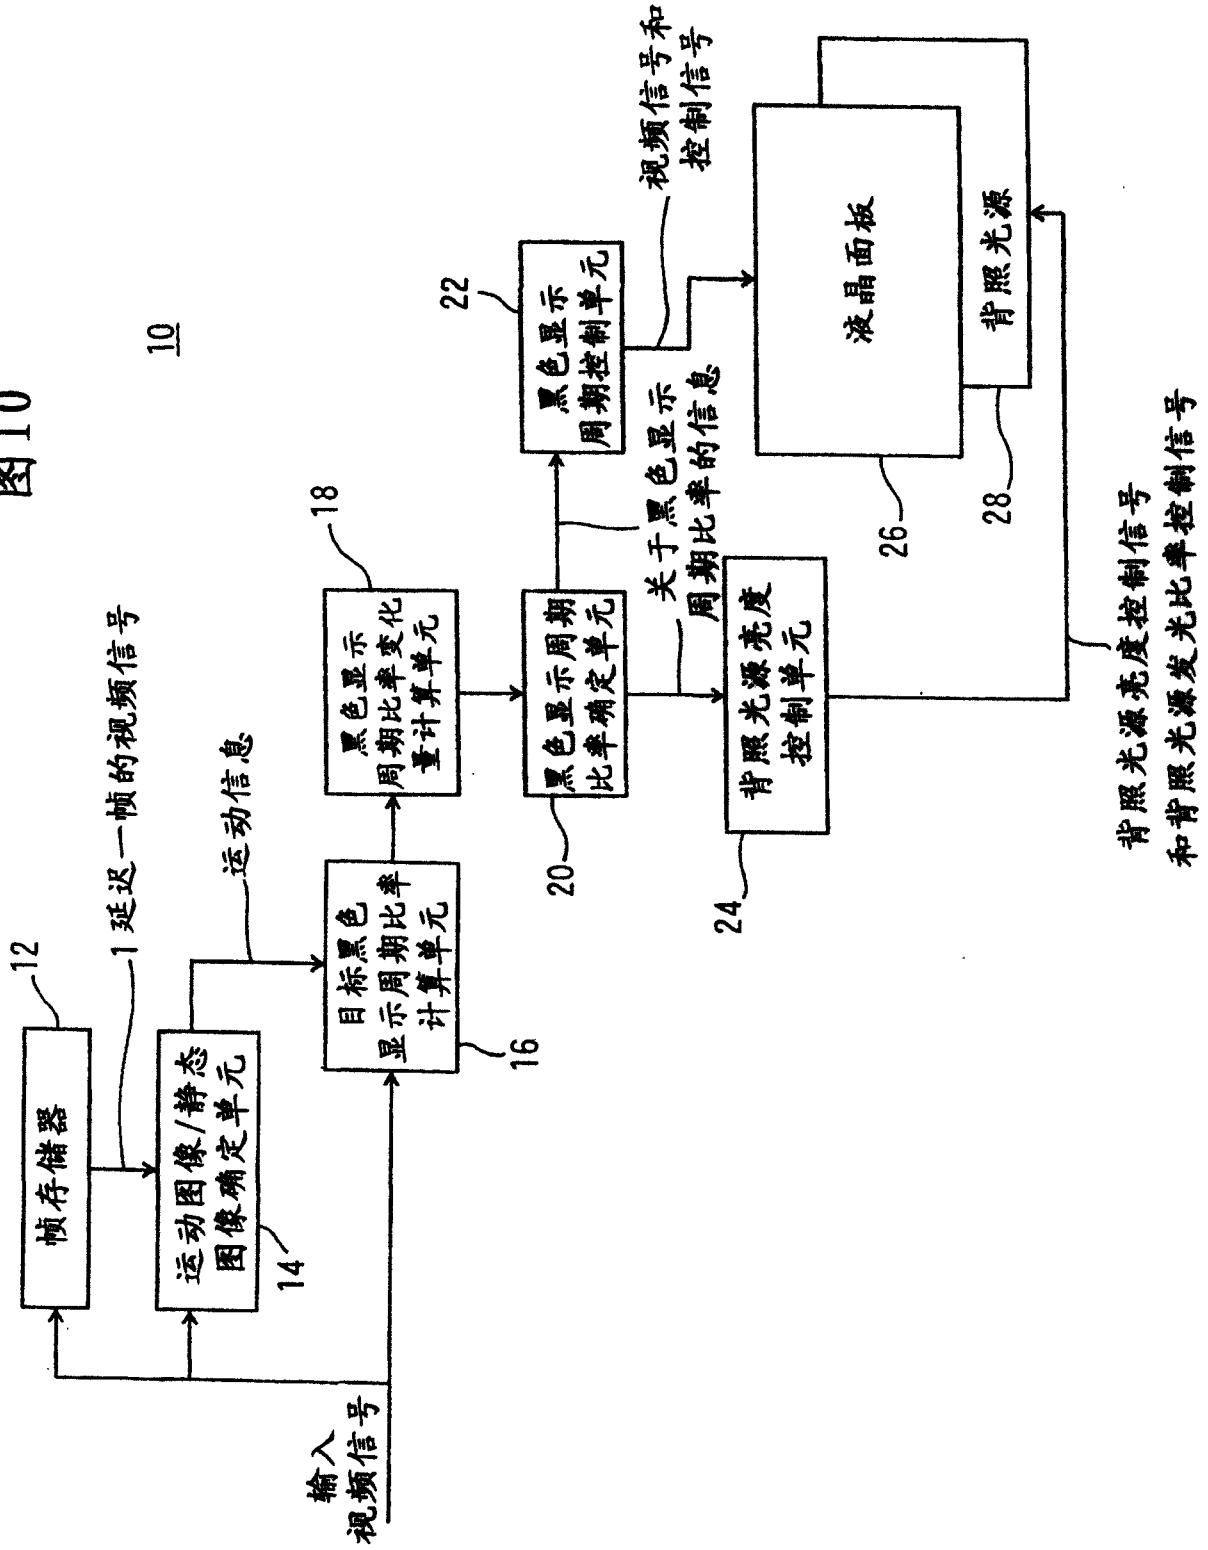 图10
10
12
帧存储器
1延迟一帧的视频信号
运动图像/静态
图像确定单元
14
运动信息
输入
视频信号
目标黑色
显示周期比率
计算单元
16
18
黑色显示
周期比率变化
量计算单元
黑色显示周期
比率确定单元
20
22
黑色显示
周期控制单元
关于黑色显示
周期比率的信息
视频信号和
控制信号
背照光源亮度
控制单元
24
液晶面板
26
背照光源
28
背照光源亮度控制信号
和背照光源发光比率控制信号